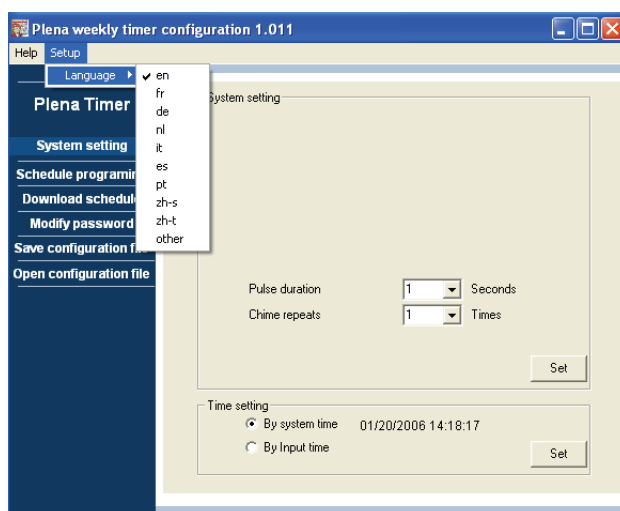 Plena weekly timer configuration 1.011
Help Setup
Language
en
fr
de
nl
it
es
pt
zh-s
zh-t
other
Plena Timer
System setting
Schedule programin
Download schedul
Modify password
Save configuration f...
Open configuration file
System setting
Pulse duration 1 Seconds
Chime repeats 1 Times
Set
Time setting
By system time 01/20/2006 14:18:17
By Input time
Set